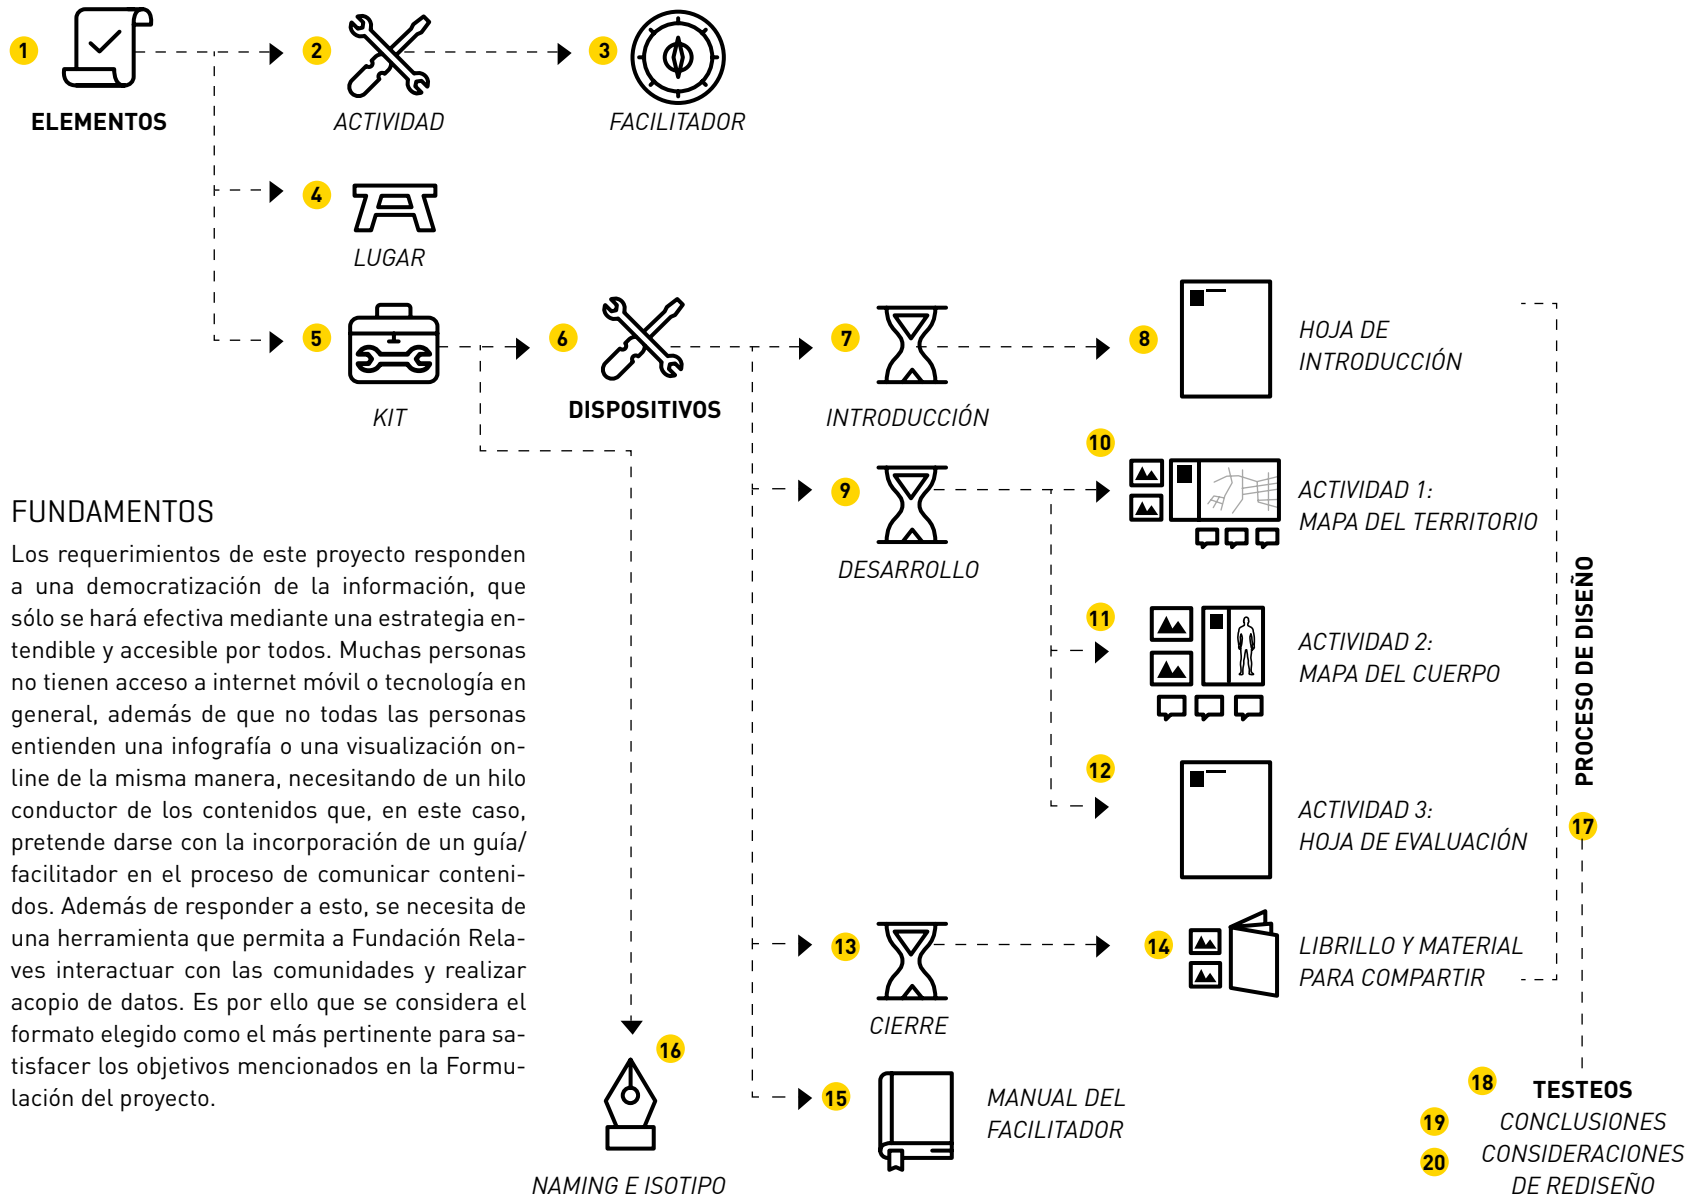 1
ELEMENTOS
2
ACTIVIDAD
3
FACILITADOR
4
LUGAR
5
KIT
6
DISPOSITIVOS
7
INTRODUCCIÓN
8
HOJA DE
INTRODUCCIÓN
9
DESARROLLO
10
ACTIVIDAD 1:
MAPA DEL TERRITORIO
11
ACTIVIDAD 2:
MAPA DEL CUERPO
12
ACTIVIDAD 3:
HOJA DE EVALUACIÓN
13
CIERRE
14
LIBRILLO Y MATERIAL
PARA COMPARTIR
15
MANUAL DEL
FACILITADOR
16
NAMING E ISOTIPO
PROCESO DE DISEÑO
17
18
TESTEOS
19
CONCLUSIONES
20
CONSIDERACIONES
DE REDISEÑO
FUNDAMENTOS
Los requerimientos de este proyecto responden
a una democratización de la información, que
sólo se hará efectiva mediante una estrategia en-
tendible y accesible por todos. Muchas personas
no tienen acceso a internet móvil o tecnología en
general, además de que no todas las personas
entienden una infografía o una visualización on-
line de la misma manera, necesitando de un hilo
conductor de los contenidos que, en este caso,
pretende darse con la incorporación de un guía/
facilitador en el proceso de comunicar conteni-
dos. Además de responder a esto, se necesita de
una herramienta que permita a Fundación Rela-
ves interactuar con las comunidades y realizar
acopio de datos. Es por ello que se considera el
formato elegido como el más pertinente para sa-
tisfacer los objetivos mencionados en la Formu-
lación del proyecto.